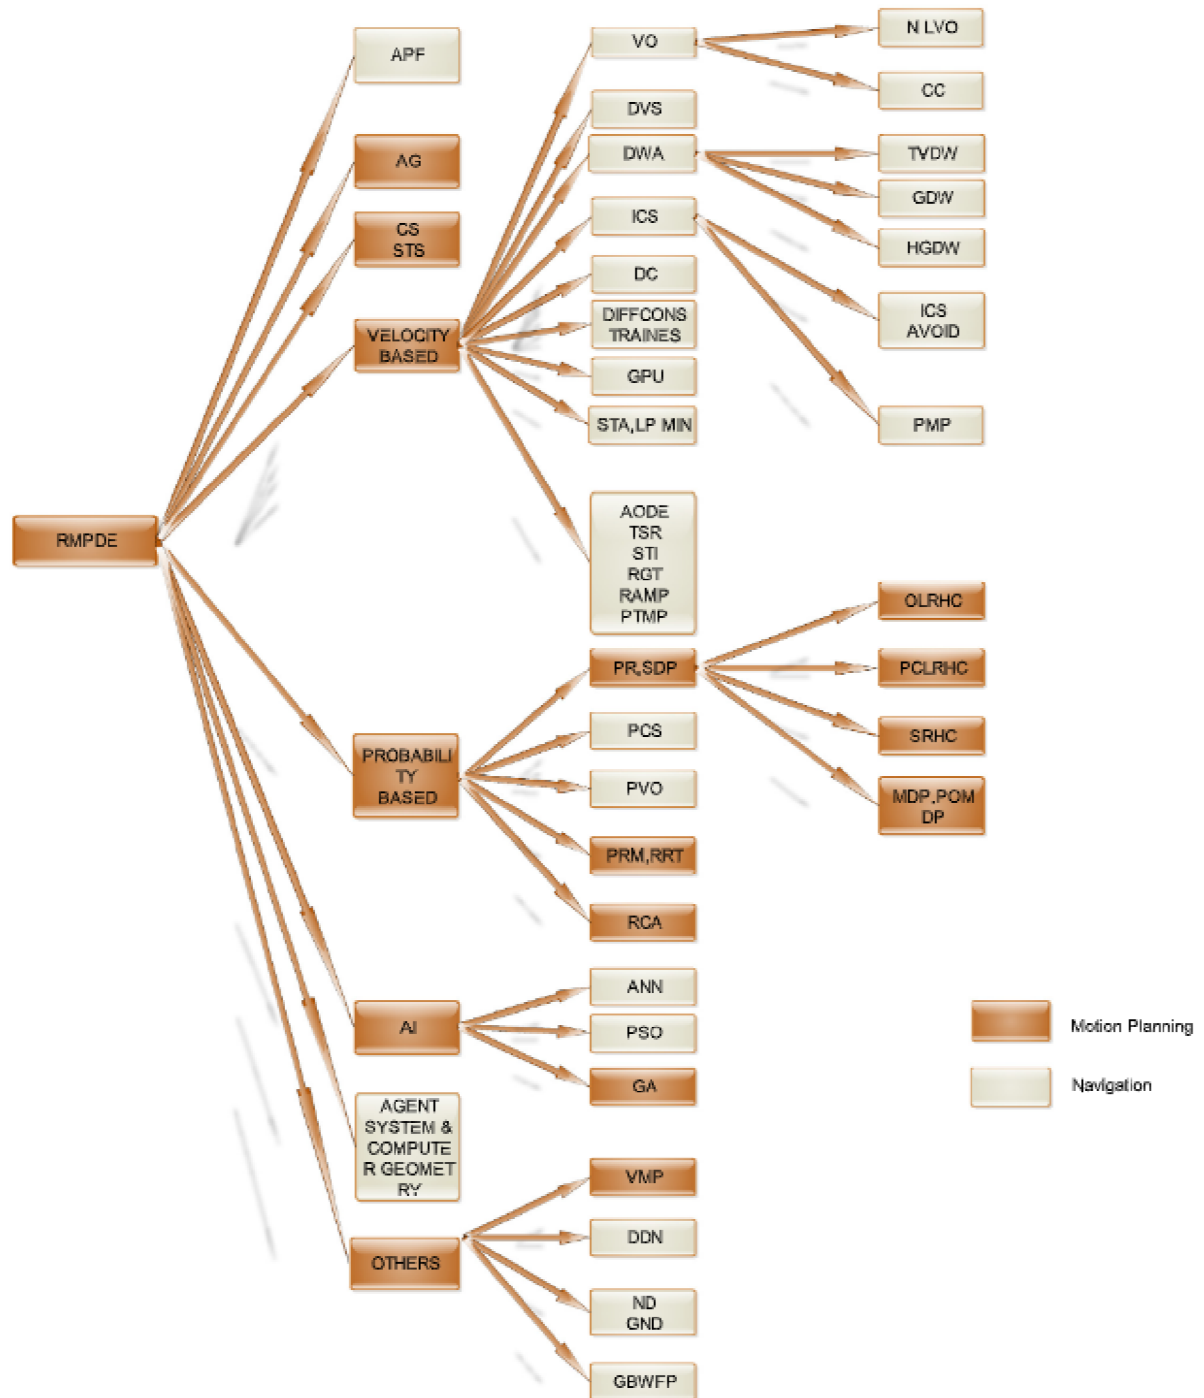 RMPDE
APF
AG
CS
STS
VELOCITY
BASED
PROBABILI
TY
BASED
AI
AGENT
SYSTEM &
COMPUTE
R GEOMET
RY
OTHERS
VO
DVS
DWA
ICS
DC
DIFFCONS
TRAINES
GPU
STA,LP MIN
AODE
TSR
STI
RGT
RAMP
PTMP
PR,SDP
PCS
PVO
PRM,RRT
RCA
ANN
PSO
GA
VMP
DDN
ND
GND
GBWFP
NLVO
CC
TVDW
GDW
HGDW
ICS
AVOID
PMP
OLRHC
PCLRHC
SRHC
MDP,POM
DP
Motion Planning
Navigation